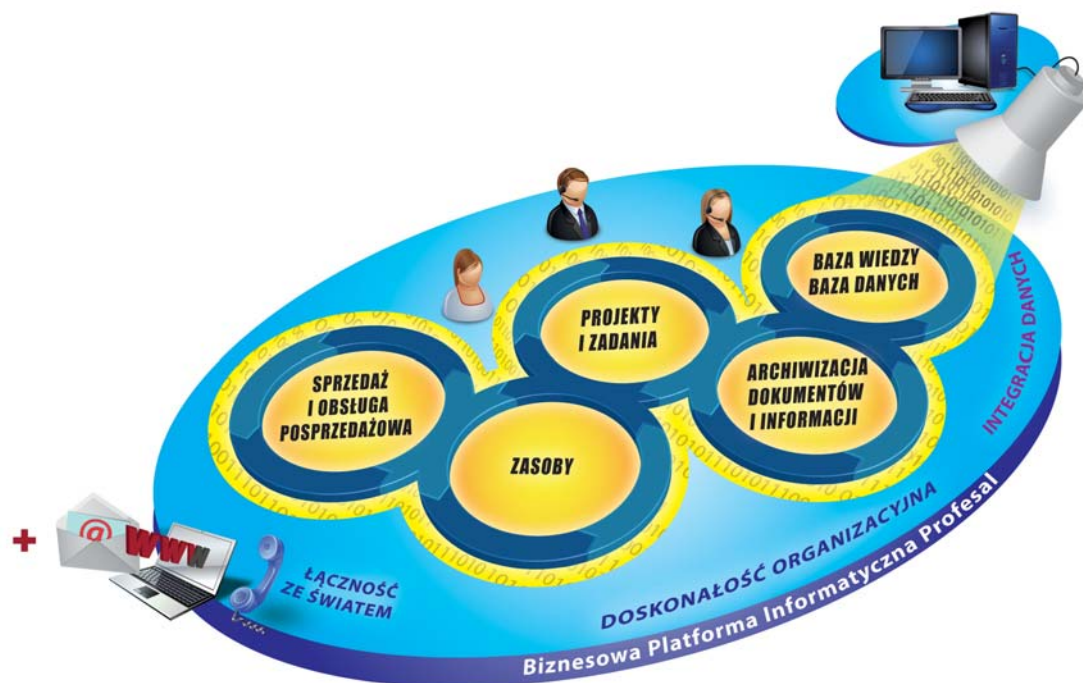 BAZA WIEDZY
BAZA DANYCH
PROJEKTY
I ZADANIA
SPRZEDAŻ
I OBSŁUGA
POSPRZEDAŻOWA
ARCHIWIZACJA
DOKUMENTÓW
I INFORMACJI
ZASOBY
INTEGRACJA DANYCH
+
@
www
ŁĄCZNOŚĆ
ZE ŚWIATEM
DOSKONAŁOŚĆ ORGANIZACYJNA
Biznesowa Platforma Informatyczna Profesal